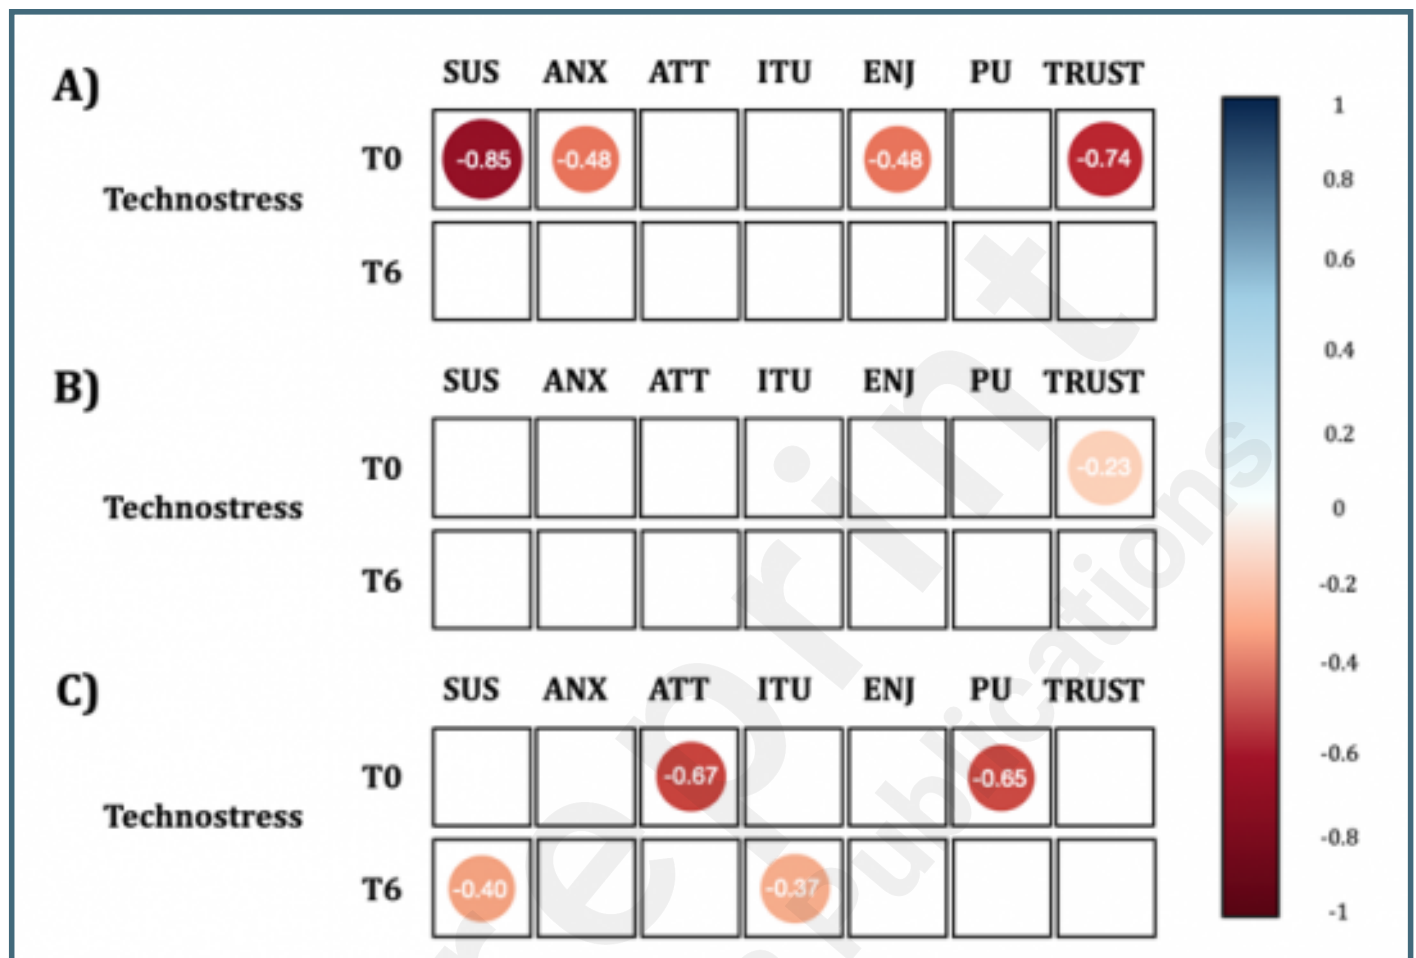 A)
SUS ANX ATT ITU ENJ PU TRUST
T0 -0.85 -0.48 -0.48 -0.74
Technostress
T6
B)
SUS ANX ATT ITU ENJ PU TRUST
T0 -0.23
Technostress
T6
C)
SUS ANX ATT ITU ENJ PU TRUST
T0 -0.67 -0.65
Technostress
T6 -0.40 -0.37
1
0.8
0.6
0.4
0.2
0
-0.2
-0.4
-0.6
-0.8
-1
reprint
Publications